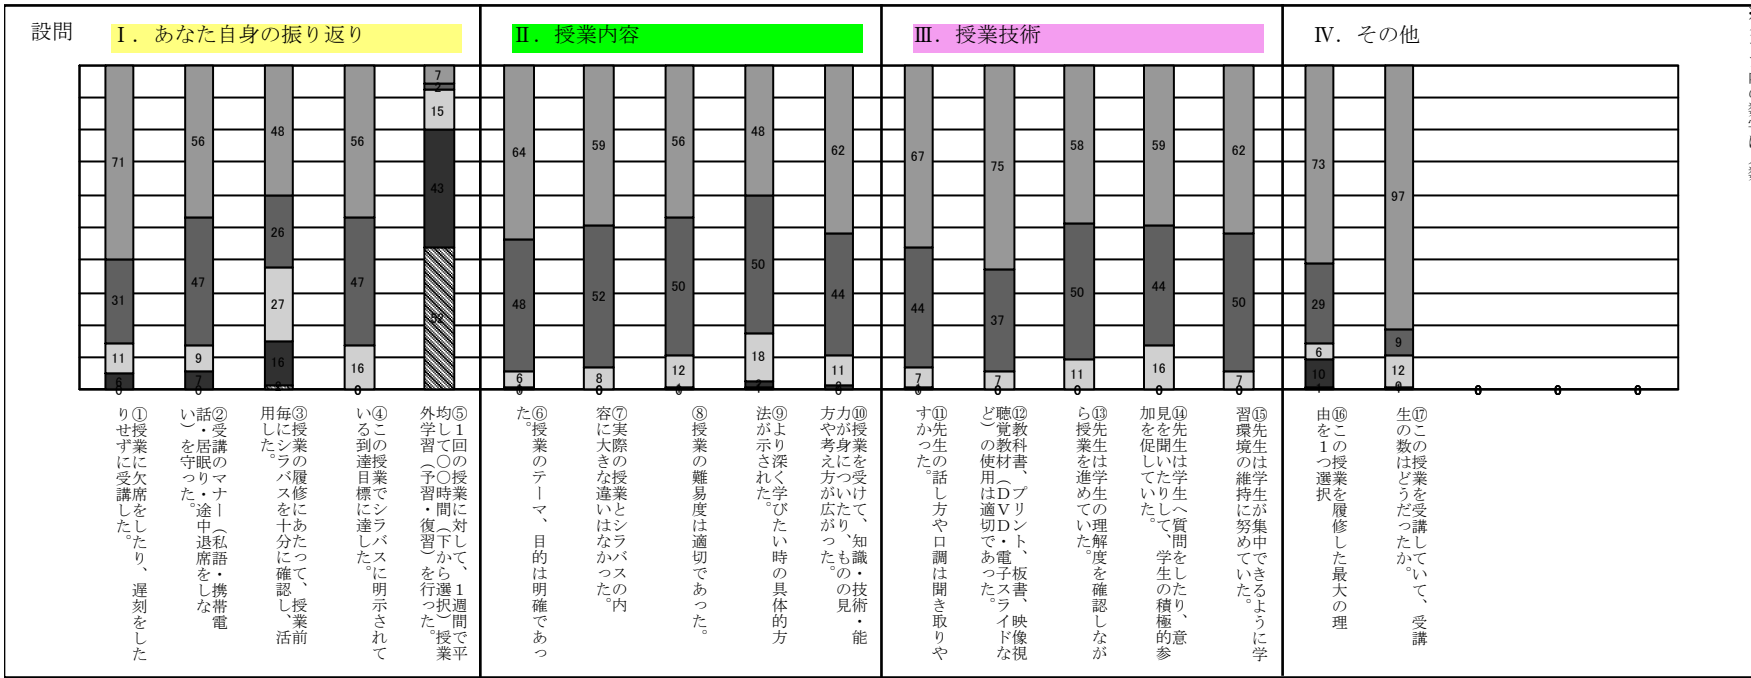 設問
Ⅰ．あなた自身の振り返り
Ⅱ．授業内容
Ⅲ．授業技術
Ⅳ．その他
71
31
11
6
0
56
47
9
7
0
48
26
27
16
56
47
16
0
7
2
15
43
52
64
48
6
59
52
8
0
56
50
12
48
50
18
62
44
11
67
44
7
0
75
37
7
0
58
50
11
0
59
44
16
0
62
50
7
0
73
29
6
10
1
97
9
12
0
0
0
①授業に欠席をしたり、遅刻をした
りせずに受講した。
②受講のマナー（私語・携帯電
話・居眠り・途中退席をしな
い）を守った。
③授業の履修にあたって、授業前
毎にシラバスを十分に確認し、活
用した。
④この授業でシラバスに明示されて
いる到達目標に達した。
⑤１回の授業に対して、１週間で平
均して〇〇時間（下から選択）授業
外学習（予習・復習）を行った。
⑥授業のテーマ、目的は明確であっ
た。
⑦実際の授業とシラバスの内
容に大きな違いはなかった。
⑧授業の難易度は適切であった。
⑨より深く学びたい時の具体的方
法が示された。
⑩授業を受けて、知識・技術・能
力が身についたり、ものの見
方や考え方が広がった。
⑪先生の話し方や口調は聞き取りや
すかった。
⑫教科書、プリント、板書、映像視
聴覚教材（ＤＶＤ・電子スライドな
ど）の使用は適切であった。
⑬先生は学生の理解度を確認しなが
ら授業を進めていた。
⑭先生は学生へ質問をしたり、意
見を聞いたりして、学生の積極的参
加を促していた。
⑮先生は学生が集中できるように学
習環境の維持に努めていた。
⑯この授業を履修した最大の理
由を１つ選択
⑰この授業を受講していて、受講
生の数はどうだったか。